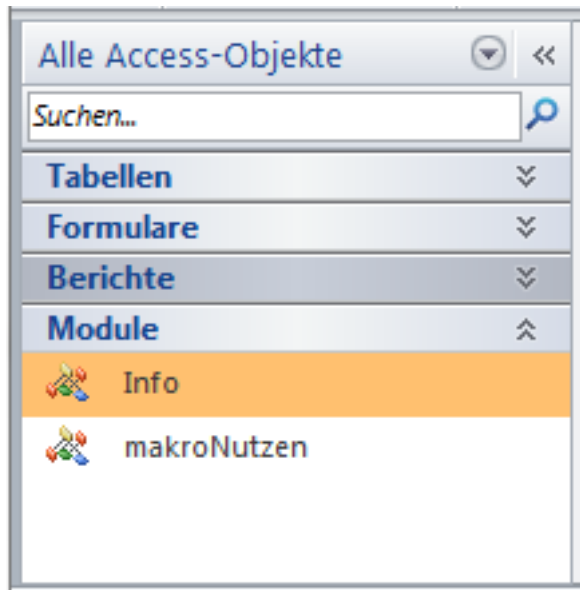 Alle Access-Objekte
Suchen...
Tabellen
Formulare
Berichte
Module
Info
makroNutzen